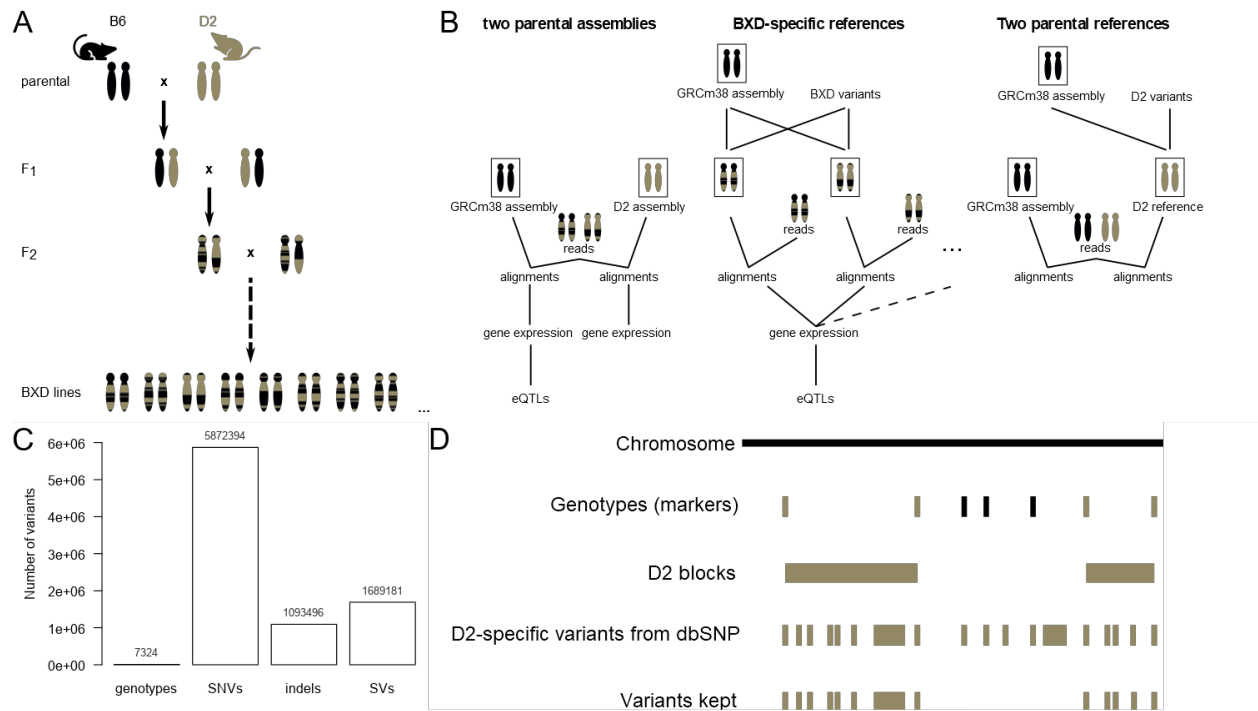 A
B6
D2
parental
x
F1
x
F2
x
BXD lines
...
B
two parental assemblies
BXD-specific references
Two parental references
GRCm38 assembly
BXD variants
GRCm38 assembly
D2 variants
GRCm38 assembly
D2 assembly
reads
reads
reads
...
GRCm38 assembly
D2 reference
reads
alignments
alignments
alignments
alignments
alignments
alignments
gene expression
gene expression
gene expression
eQTLs
eQTLs
C
Number of variants
6e+06
5e+06
4e+06
3e+06
2e+06
1e+06
0e+00
7324
5872394
1093496
1689181
genotypes
SNVs
indels
SVs
D
Chromosome
Genotypes (markers)
D2 blocks
D2-specific variants from dbSNP
Variants kept